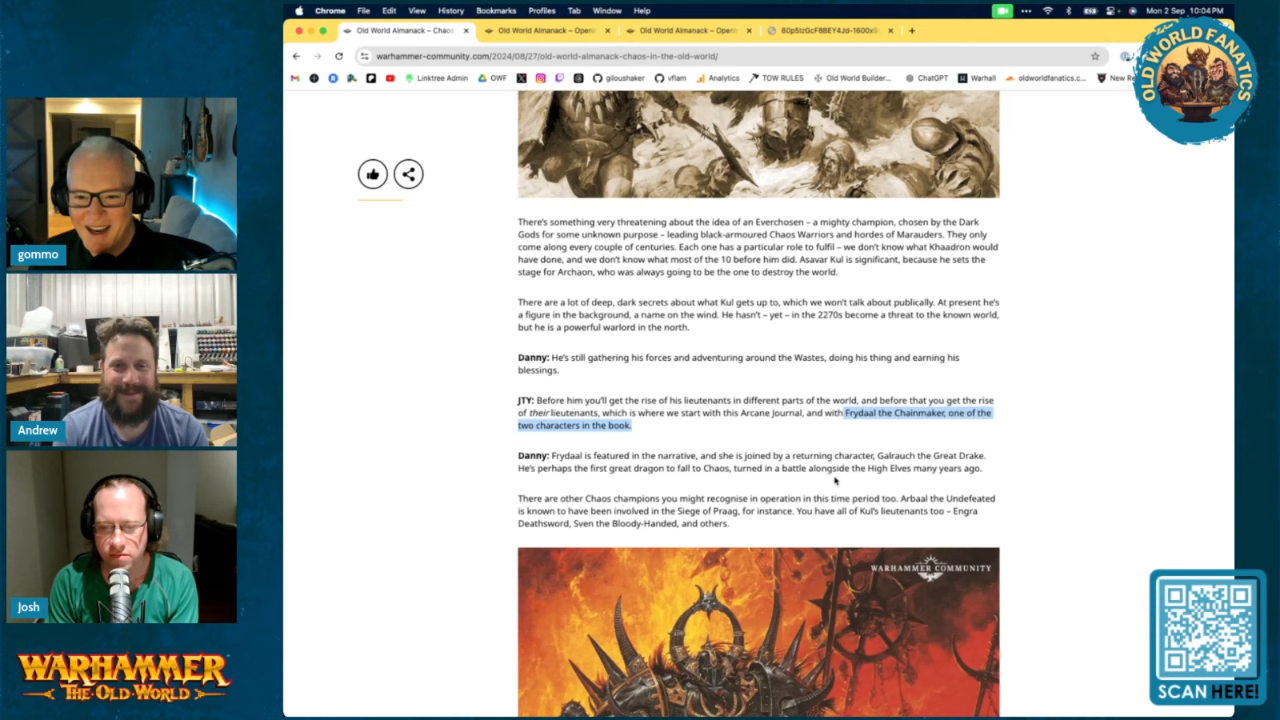 Chrome File Edit View History Bookmarks Profiles Tab Window Help
Mon 2 Sep 10:04PM
Old World Almanack – Chaos
Old World Almanack – Openi
Old World Almanack – Openi
warhammer-community.com/2024/08/27/old-world-almanack-chaos-in-the-old-world/
Linktree Admin
OWF
giloushaker
vflam
Analytics
TOW RULES
Old World Builder...
ChatGPT
Warhall
oldworldfanatics.c...
New Re
OLD WORLD FANATICS
There's something very threatening about the idea of an Everchosen – a mighty champion, chosen by the Dark
Gods for some unknown purpose – leading black-armoured Chaos Warriors and hordes of Marauders. They only
come along every couple of centuries. Each one has a particular role to fulfil – we don't know what Khaadron would
have done, and we don't know what most of the 10 before him did. Asavar Kul is significant, because he sets the
stage for Archaon, who was always going to be the one to destroy the world.
There are a lot of deep, dark secrets about what Kul gets up to, which we won't talk about publically. At present he's
a figure in the background, a name on the wind. He hasn't – yet – in the 2270s become a threat to the known world,
but he is a powerful warlord in the north.
Danny: He's still gathering his forces and adventuring around the Wastes, doing his thing and earning his
blessings.
JTY: Before him you'll get the rise of his lieutenants in different parts of the world, and before that you get the rise
of their lieutenants, which is where we start with this Arcane Journal, and with Frydaal the Chainmaker, one of the
two characters in the book.
Danny: Frydaal is featured in the narrative, and she is joined by a returning character, Galrauch the Great Drake.
He's perhaps the first great dragon to fall to Chaos, turned in a battle alongside the High Elves many years ago.
There are other Chaos champions you might recognise in operation in this time period too. Arbaal the Undefeated
is known to have been involved in the Siege of Praag, for instance. You have all of Kul's lieutenants too – Engra
Deathsword, Sven the Bloody-Handed, and others.
WARHAMMER COMMUNITY
gommo
Andrew
Josh
WARHAMMER
THE OLD WORLD
SCAN HERE!